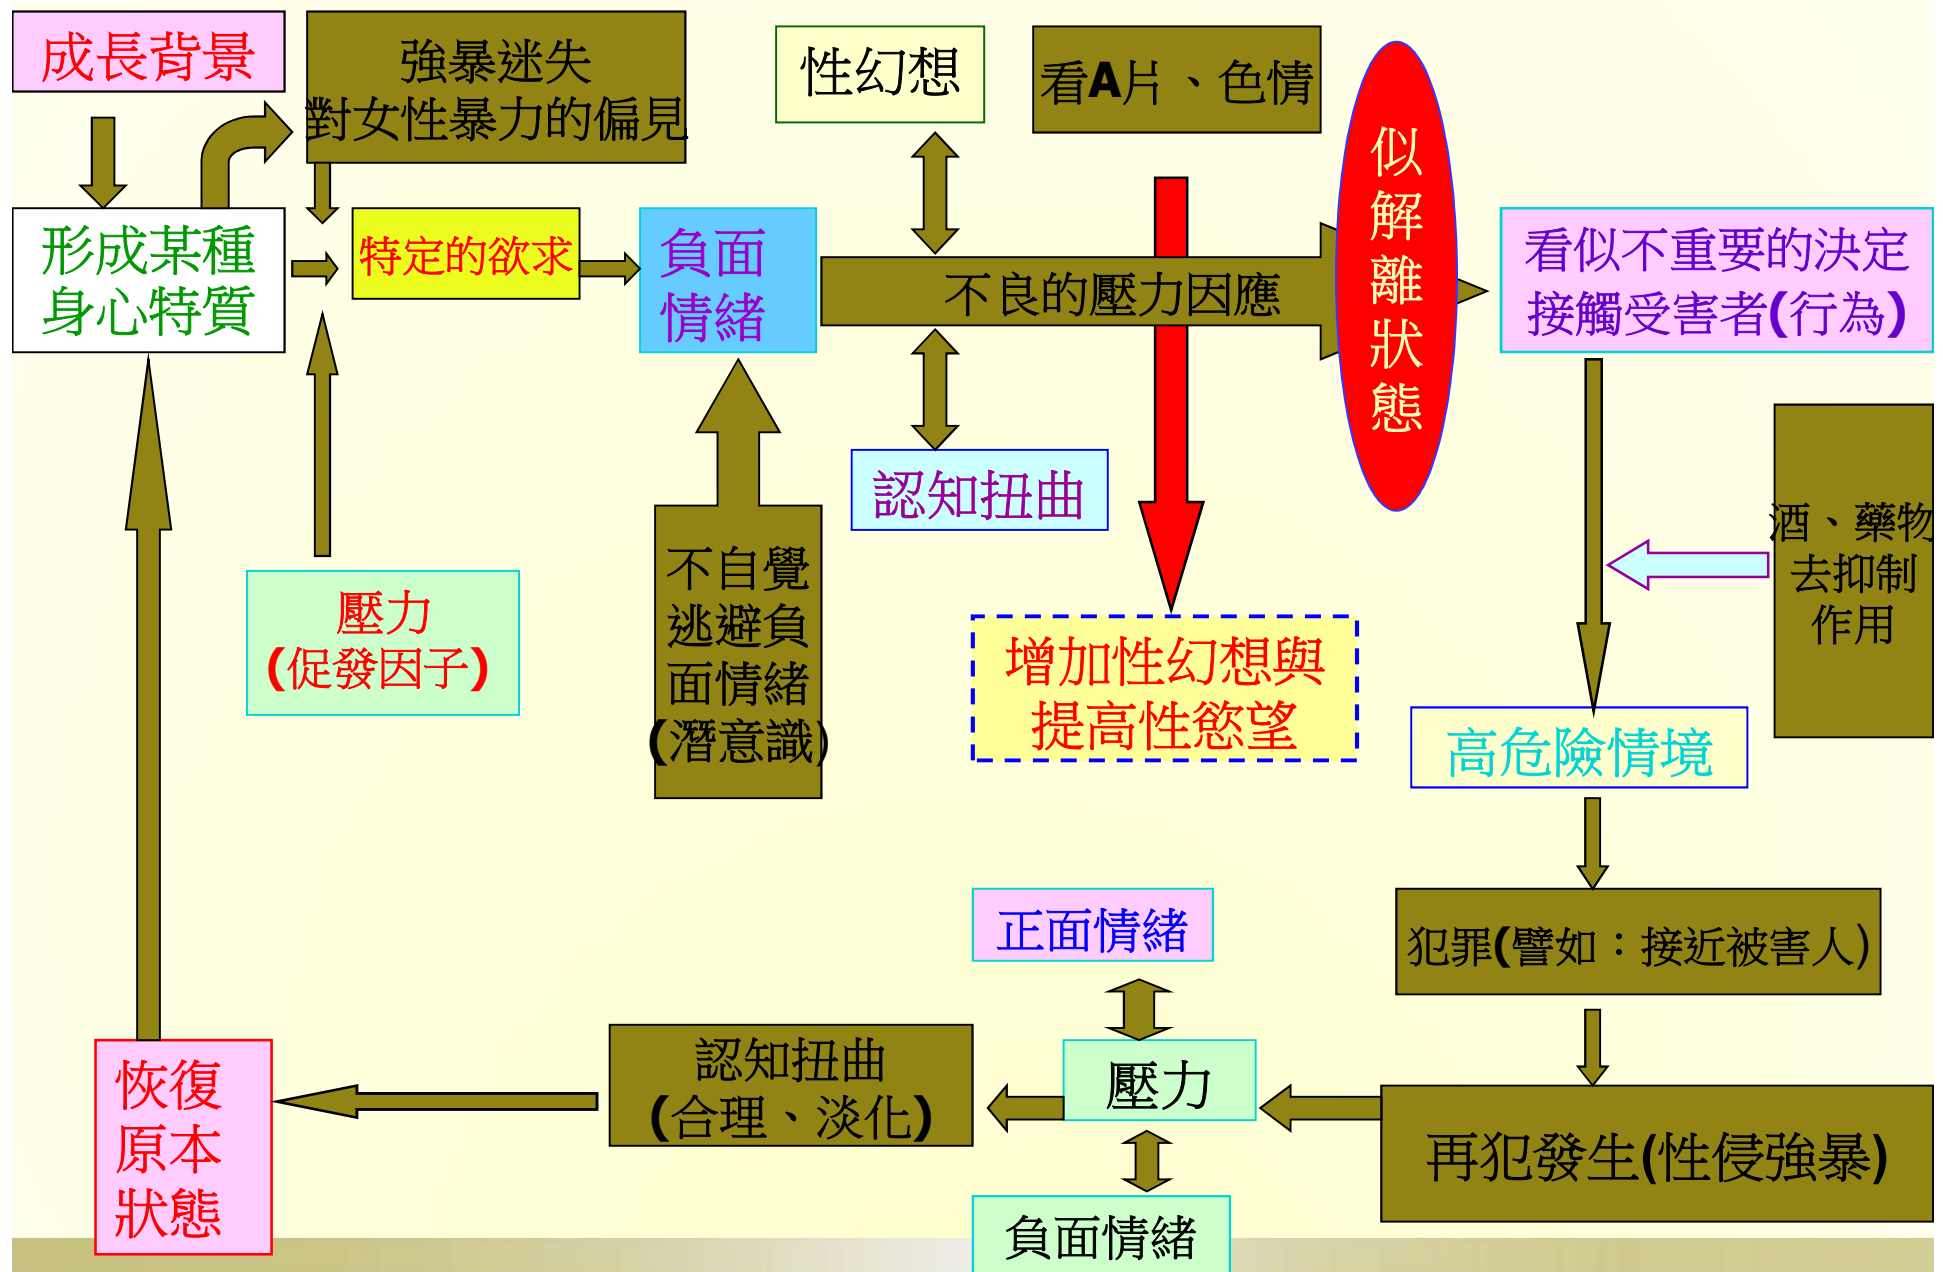 成長背景
強暴迷失
對女性暴力的偏見
性幻想
看A片、色情
似
解
離
狀
態
形成某種
身心特質
特定的欲求
負面
情緒
不良的壓力因應
看似不重要的決定
接觸受害者(行為)
認知扭曲
酒、藥物
去抑制
作用
不自覺
逃避負
面情緒
(潛意識)
壓力
(促發因子)
增加性幻想與
提高性慾望
高危險情境
正面情緒
犯罪(譬如：接近被害人)
恢復
原本
狀態
認知扭曲
(合理、淡化)
壓力
再犯發生(性侵強暴)
負面情緒